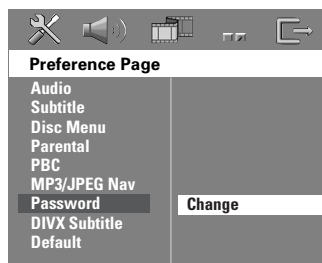 Preference Page
Audio
Subtitle
Disc Menu
Parental
PBC
MP3/JPEG Nav
Password
Change
DIVX Subtitle
Default